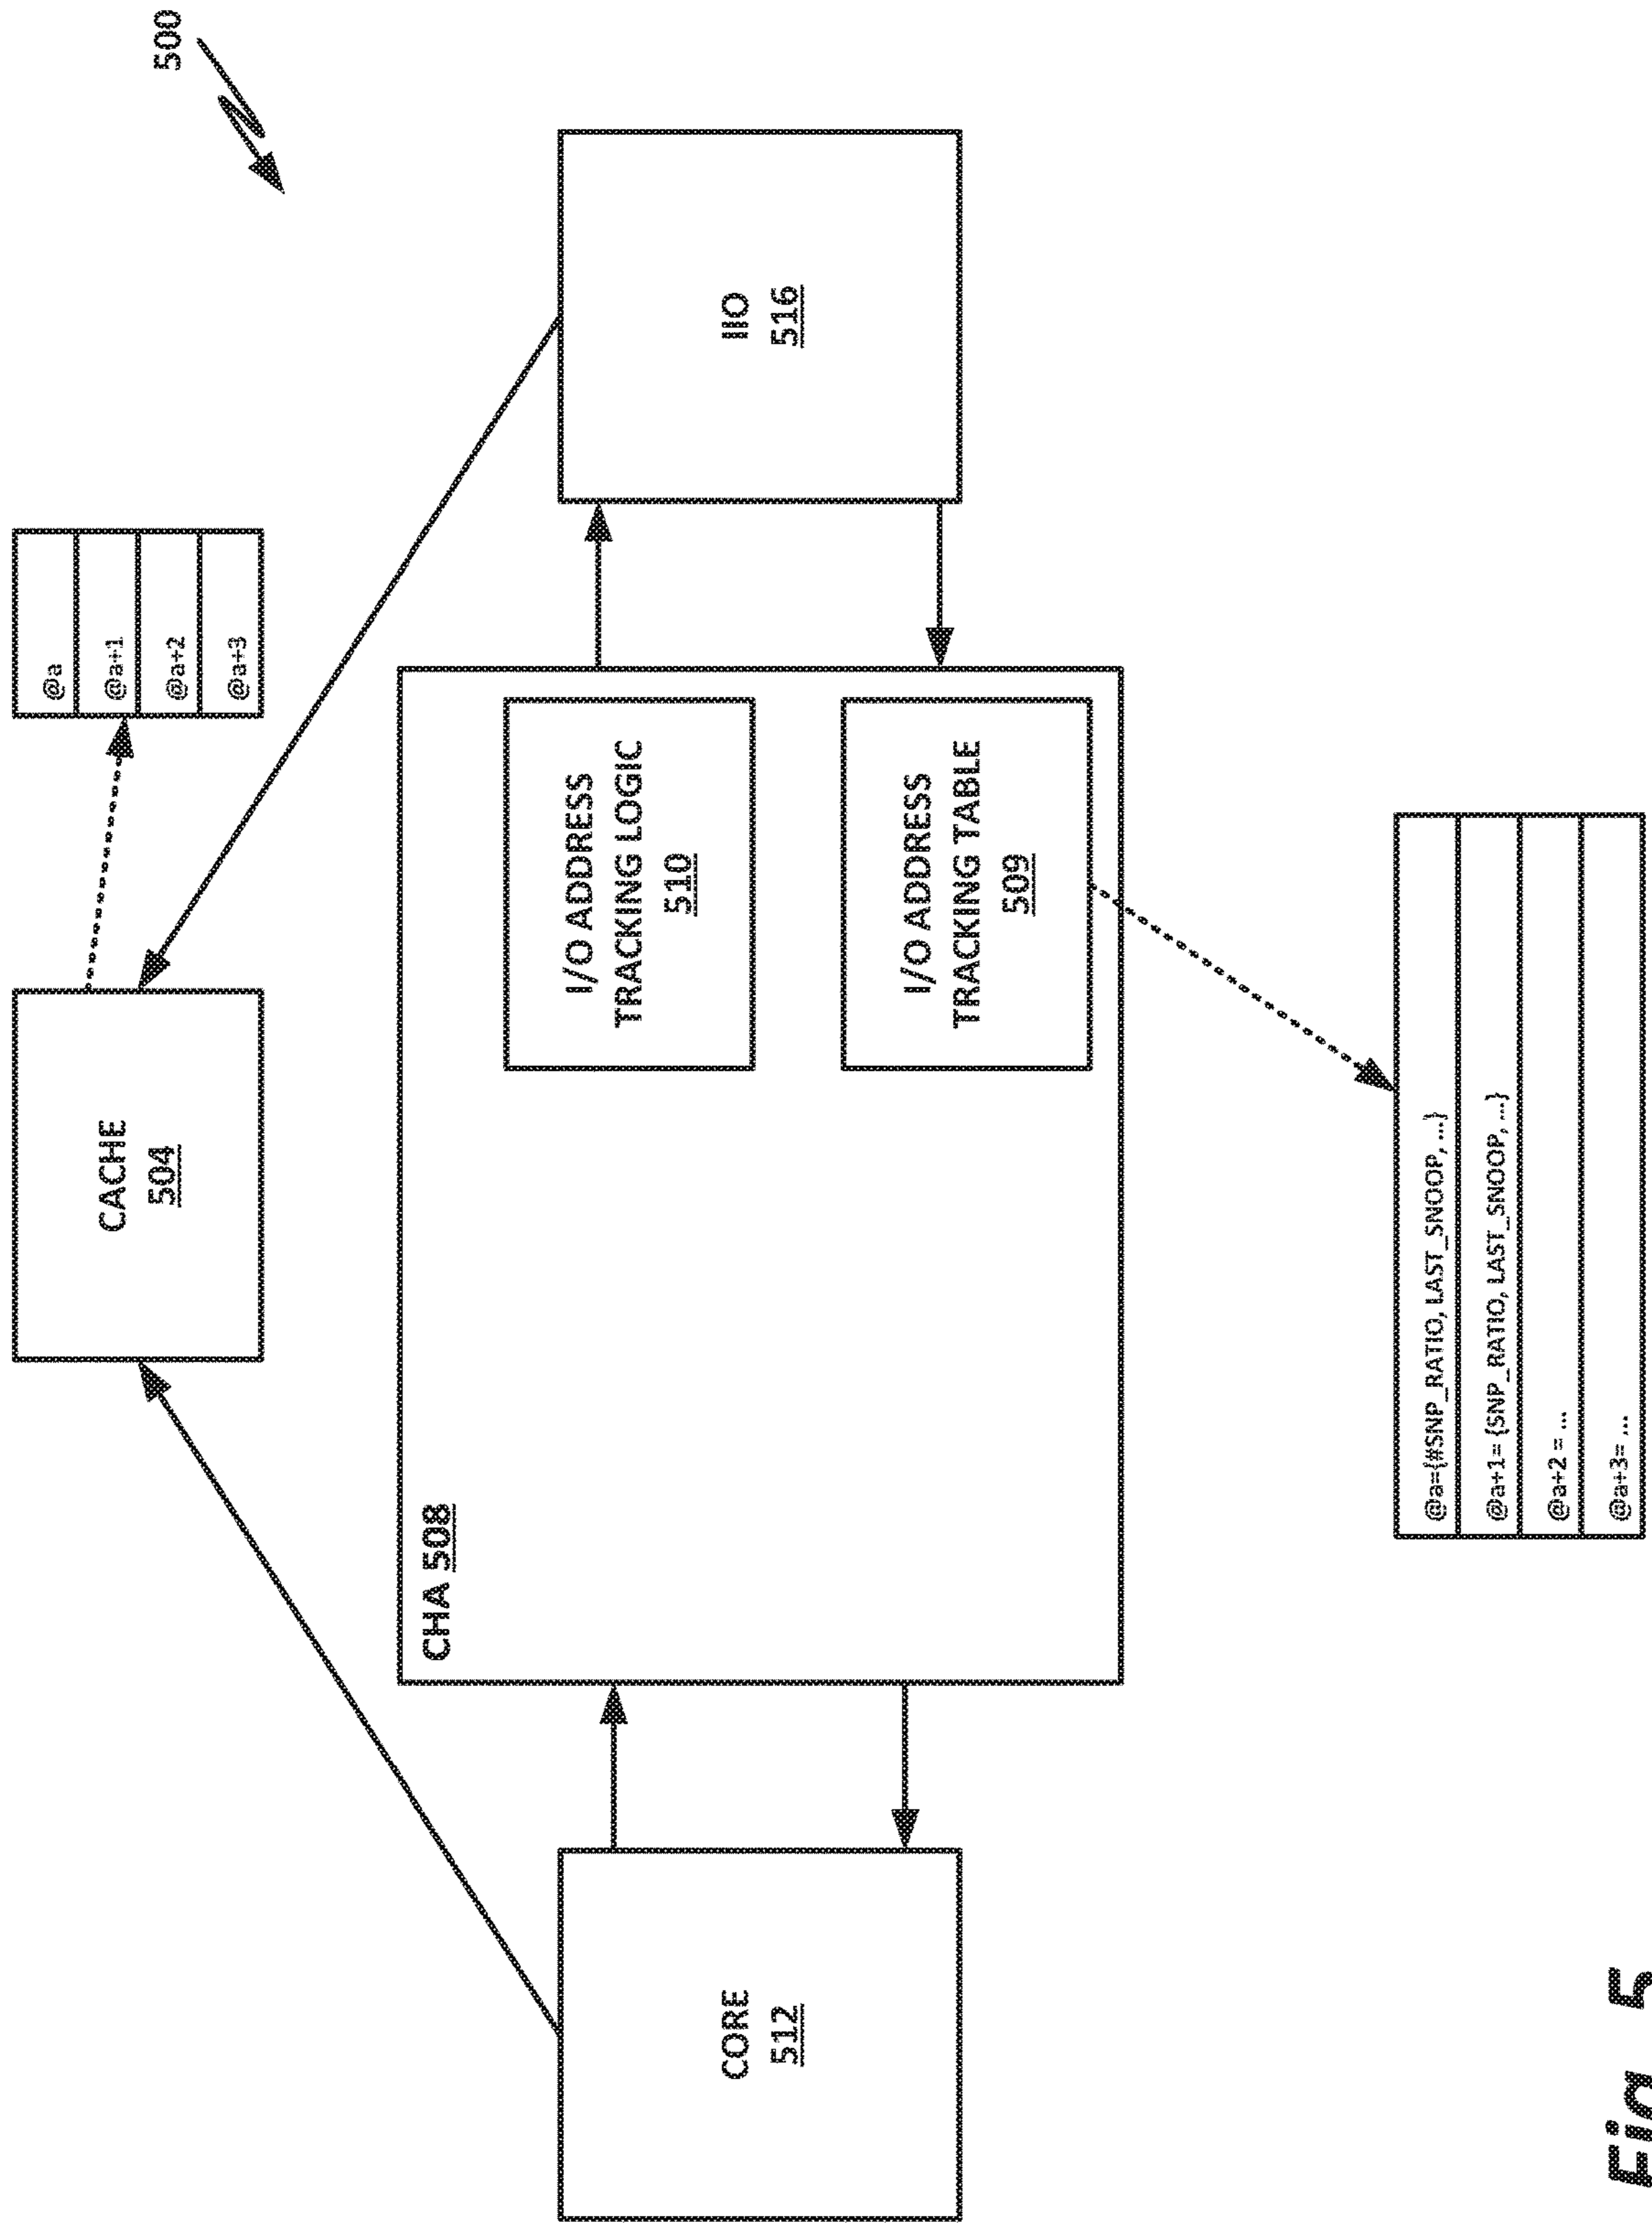 500
CACHE
504
@a
@a+1
@a+2
@a+3
CHA 508
I/O ADDRESS
TRACKING LOGIC
510
I/O ADDRESS
TRACKING TABLE
509
CORE
512
IIO
516
@a={#SNP_RATIO, LAST_SNOOP, ...}
@a+1= {SNP_RATIO, LAST_SNOOP, ...}
@a+2 = ...
@a+3= ...
Fig. 5